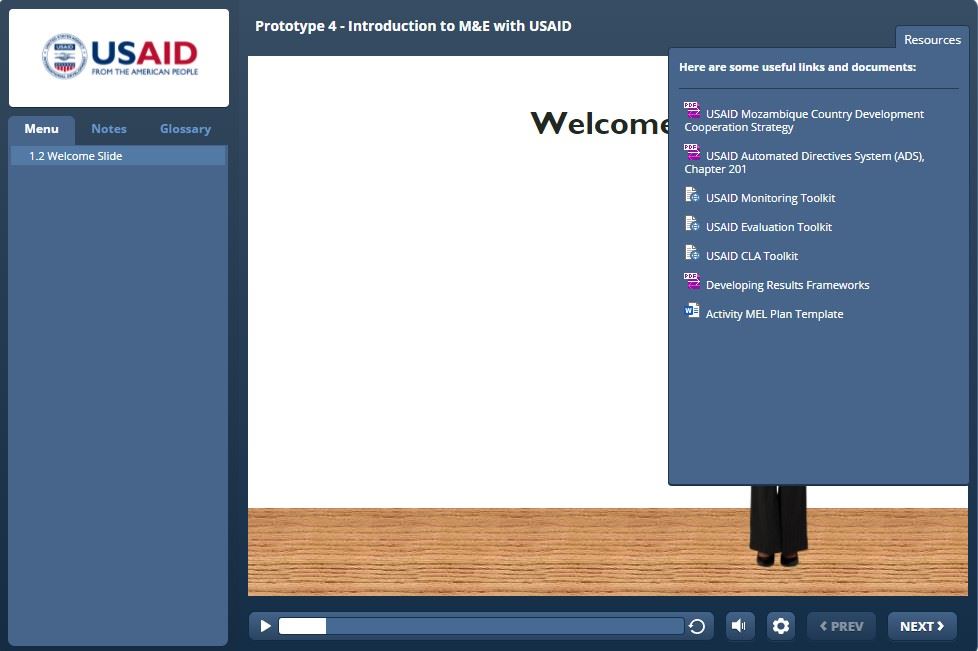 USAID
FROM THE AMERICAN PEOPLE
Prototype 4 - Introduction to M&E with USAID
Resources
Menu
Notes
Glossary
1.2 Welcome Slide
Welcome
Here are some useful links and documents:
PDF
USAID Mozambique Country Development
Cooperation Strategy
PDF
USAID Automated Directives System (ADS),
Chapter 201
USAID Monitoring Toolkit
USAID Evaluation Toolkit
USAID CLA Toolkit
PDF
Developing Results Frameworks
W
Activity MEL Plan Template
PREV
NEXT